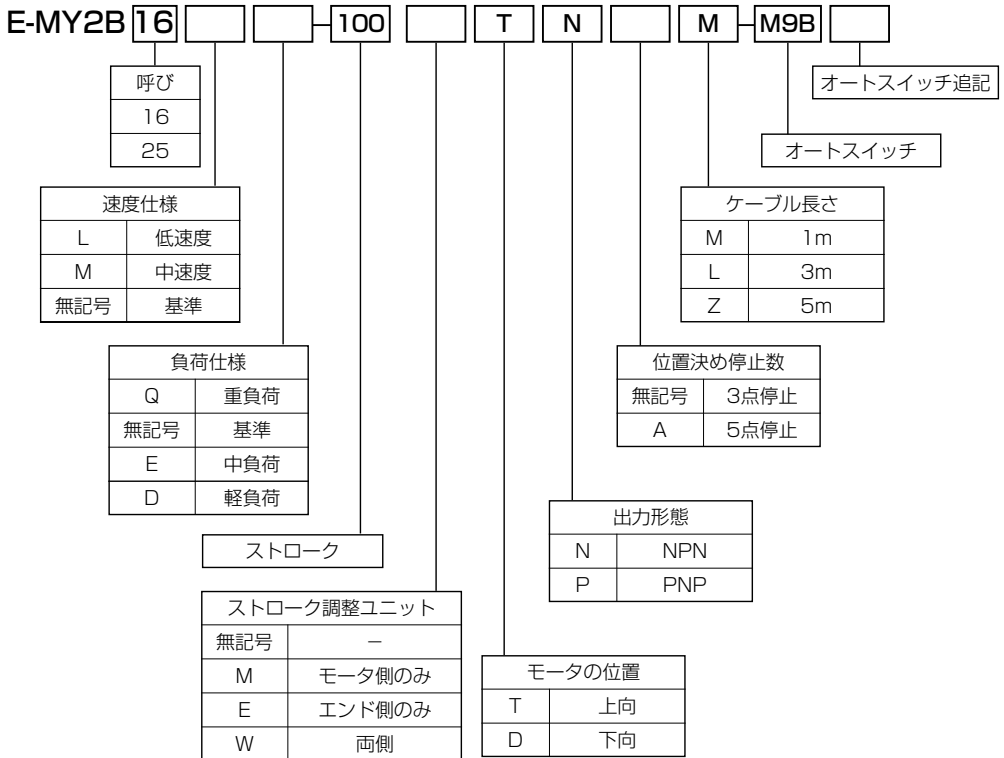 E-MY2B 16 - 100 T N M - M9B
呼び
16
25
オートスイッチ追記
オートスイッチ
速度仕様
L 低速度
M 中速度
無記号 基準
ケーブル長さ
M 1m
L 3m
Z 5m
負荷仕様
Q 重負荷
無記号 基準
E 中負荷
D 軽負荷
位置決め停止数
無記号 3点停止
A 5点停止
ストローク
出力形態
N NPN
P PNP
ストローク調整ユニット
無記号 −
M モータ側のみ
E エンド側のみ
W 両側
モータの位置
T 上向
D 下向